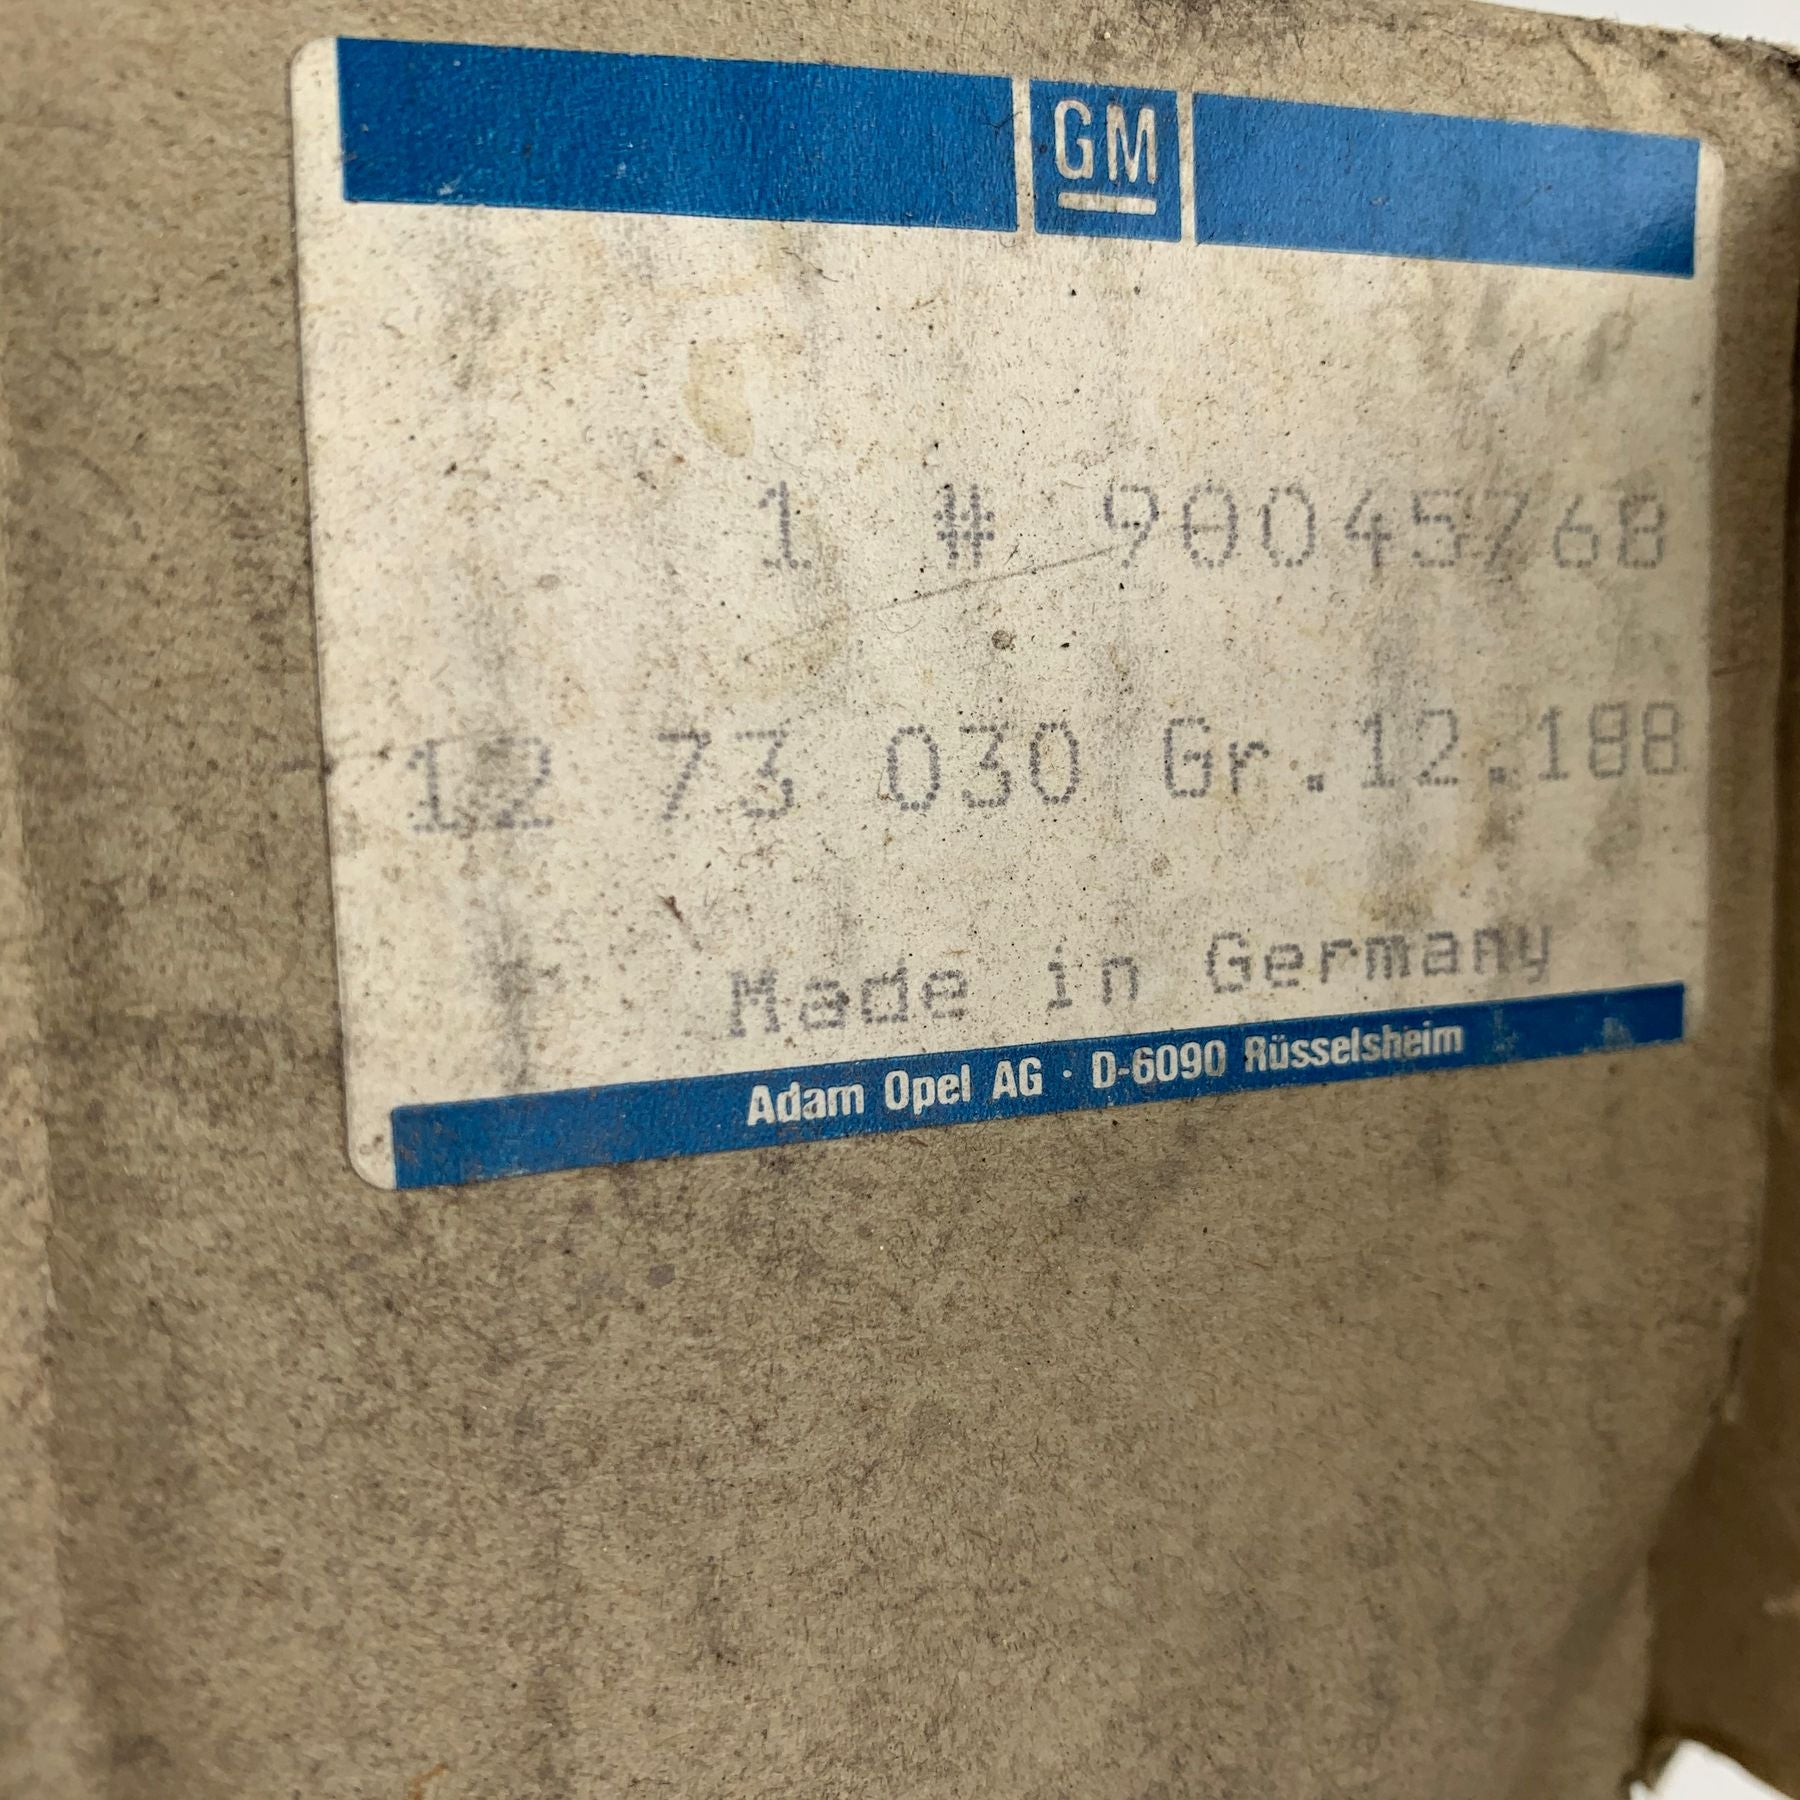 GM
1 # 90045768
12 73 030 Gr.12.188
Made in Germany
Adam Opel AG · D-6090 Rüsselsheim